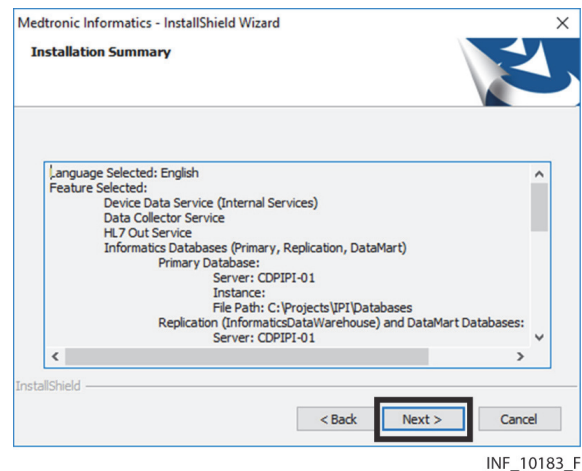 Medtronic Informatics - InstallShield Wizard
Installation Summary
Language Selected: English
Feature Selected:
Device Data Service (Internal Services)
Data Collector Service
HL7 Out Service
Informatics Databases (Primary, Replication, DataMart)
Primary Database:
Server: CDPIPI-01
Instance:
File Path: C:\Projects\IPI\Databases
Replication (InformaticsDataWarehouse) and DataMart Databases:
Server: CDPIPI-01
InstallShield
< Back Next > Cancel
INF_10183_F